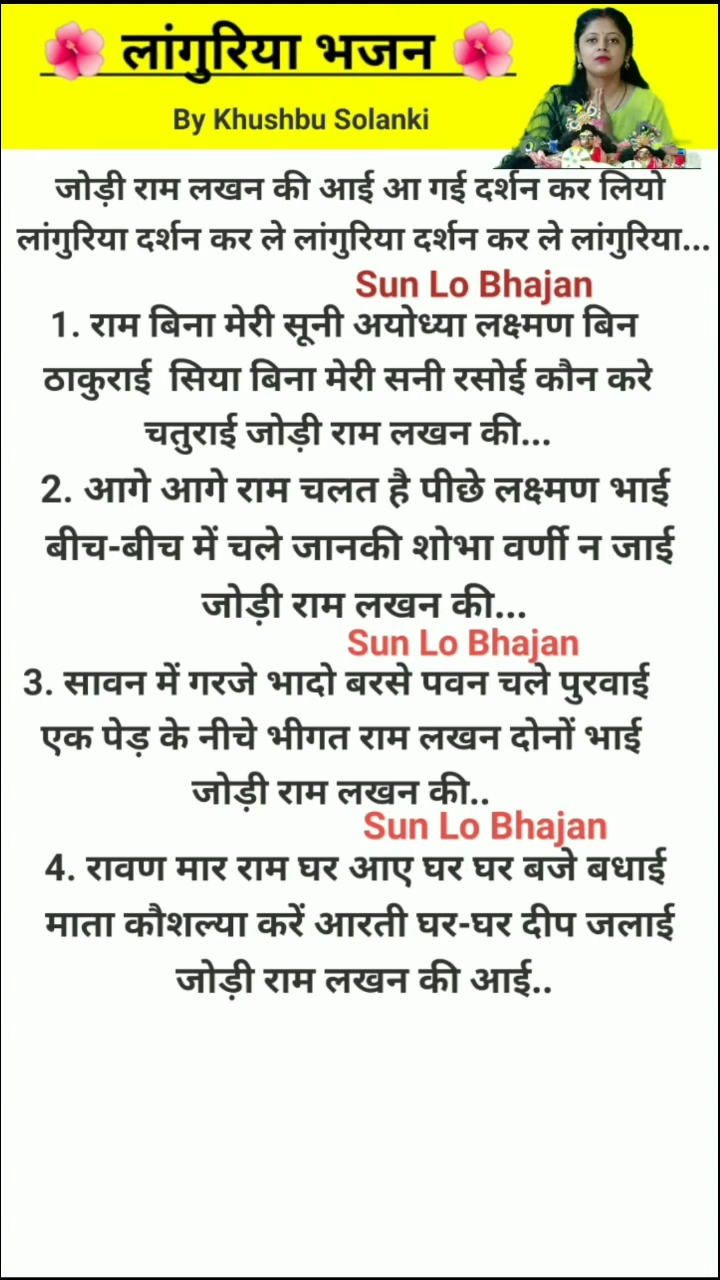 लांगुरिया भजन
By Khushbu Solanki
जोड़ी राम लखन की आई आ गई दर्शन कर लियो
लांगुरिया दर्शन कर ले लांगुरिया दर्शन कर ले लांगुरिया...
Sun Lo Bhajan
1. राम बिना मेरी सूनी अयोध्या लक्ष्मण बिन
ठाकुराई सिया बिना मेरी सनी रसोई कौन करे
चतुराई जोड़ी राम लखन की...
2. आगे आगे राम चलत है पीछे लक्ष्मण भाई
बीच-बीच में चले जानकी शोभा वर्णी न जाई
जोड़ी राम लखन की...
Sun Lo Bhajan
3. सावन में गरजे भादो बरसे पवन चले पुरवाई
एक पेड़ के नीचे भीगत राम लखन दोनों भाई
जोड़ी राम लखन की..
Sun Lo Bhajan
4. रावण मार राम घर आए घर घर बजे बधाई
माता कौशल्या करें आरती घर-घर दीप जलाई
जोड़ी राम लखन की आई..